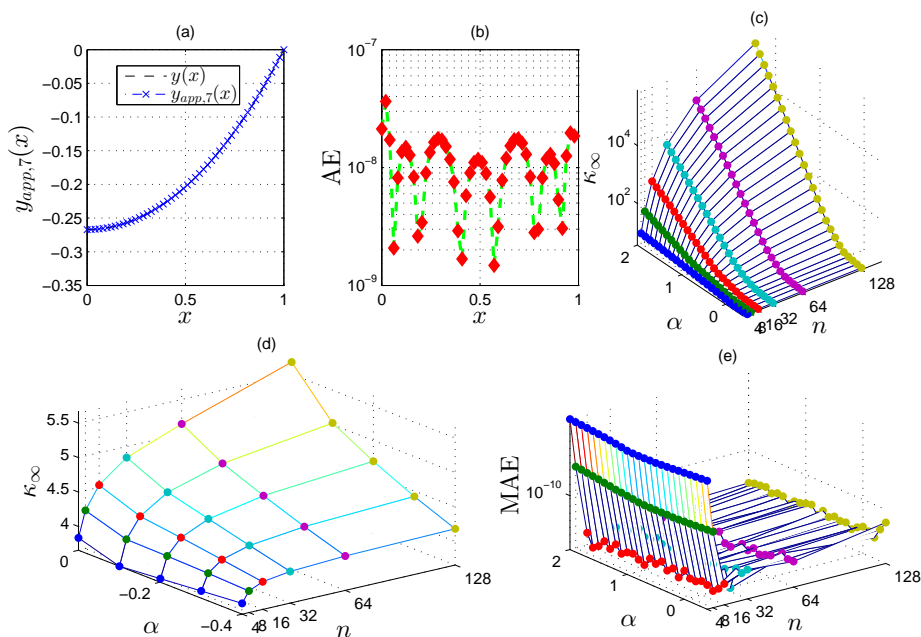 (a)
0
−0.05
−0.1
−0.15
−0.2
−0.25
−0.3
−0.35
y_{app,7}(x)
y(x)
y_{app,7}(x)
0
0.5
1
x
(b)
10^{−7}
10^{−8}
10^{−9}
AE
0
0.5
1
x
(c)
10^4
10^2
κ_∞
2
1
0
α
4
8
16
32
64
128
n
(d)
5.5
5
4.5
4
κ_∞
0
−0.2
−0.4
α
4
8
16
32
64
128
n
(e)
MAE
10^{−10}
2
1
0
α
4
8
16
32
64
128
n